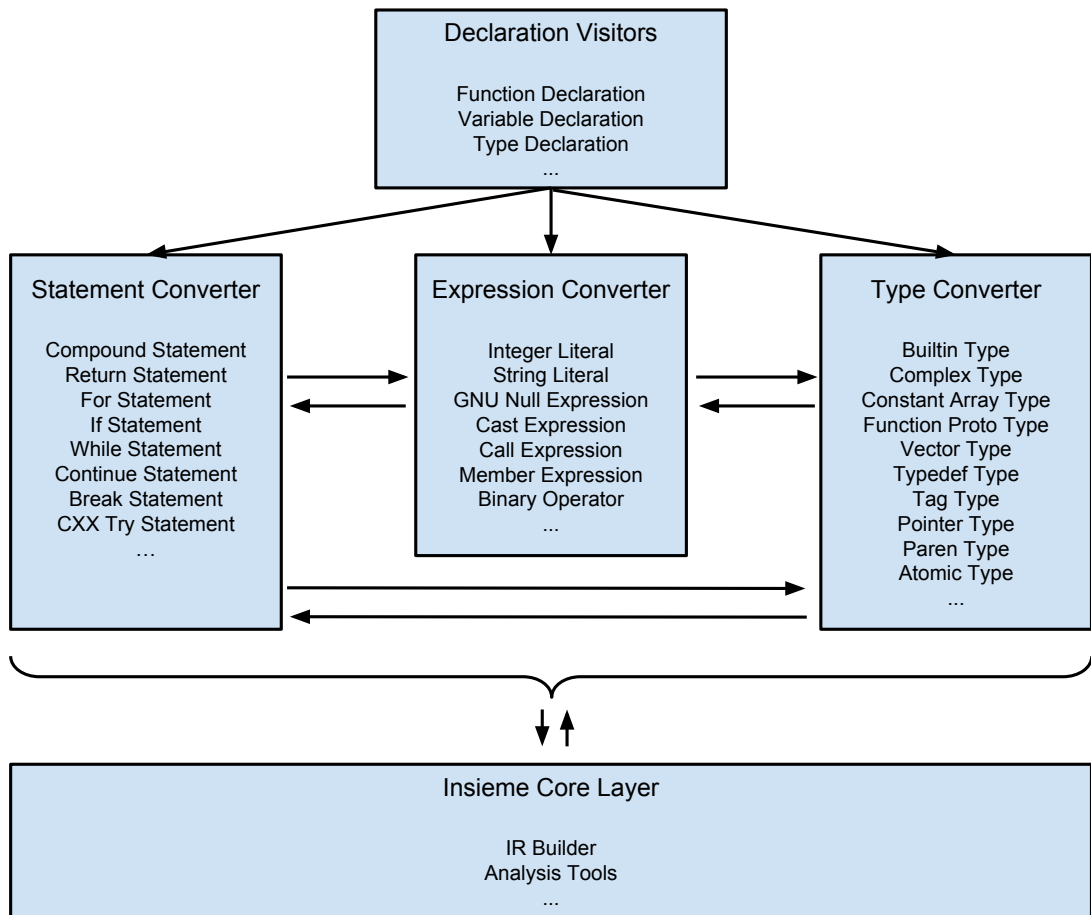 Declaration Visitors
Function Declaration
Variable Declaration
Type Declaration
...
Statement Converter
Compound Statement
Return Statement
For Statement
If Statement
While Statement
Continue Statement
Break Statement
CXX Try Statement
…
Expression Converter
Integer Literal
String Literal
GNU Null Expression
Cast Expression
Call Expression
Member Expression
Binary Operator
...
Type Converter
Builtin Type
Complex Type
Constant Array Type
Function Proto Type
Vector Type
Typedef Type
Tag Type
Pointer Type
Paren Type
Atomic Type
...
Insieme Core Layer
IR Builder
Analysis Tools
...